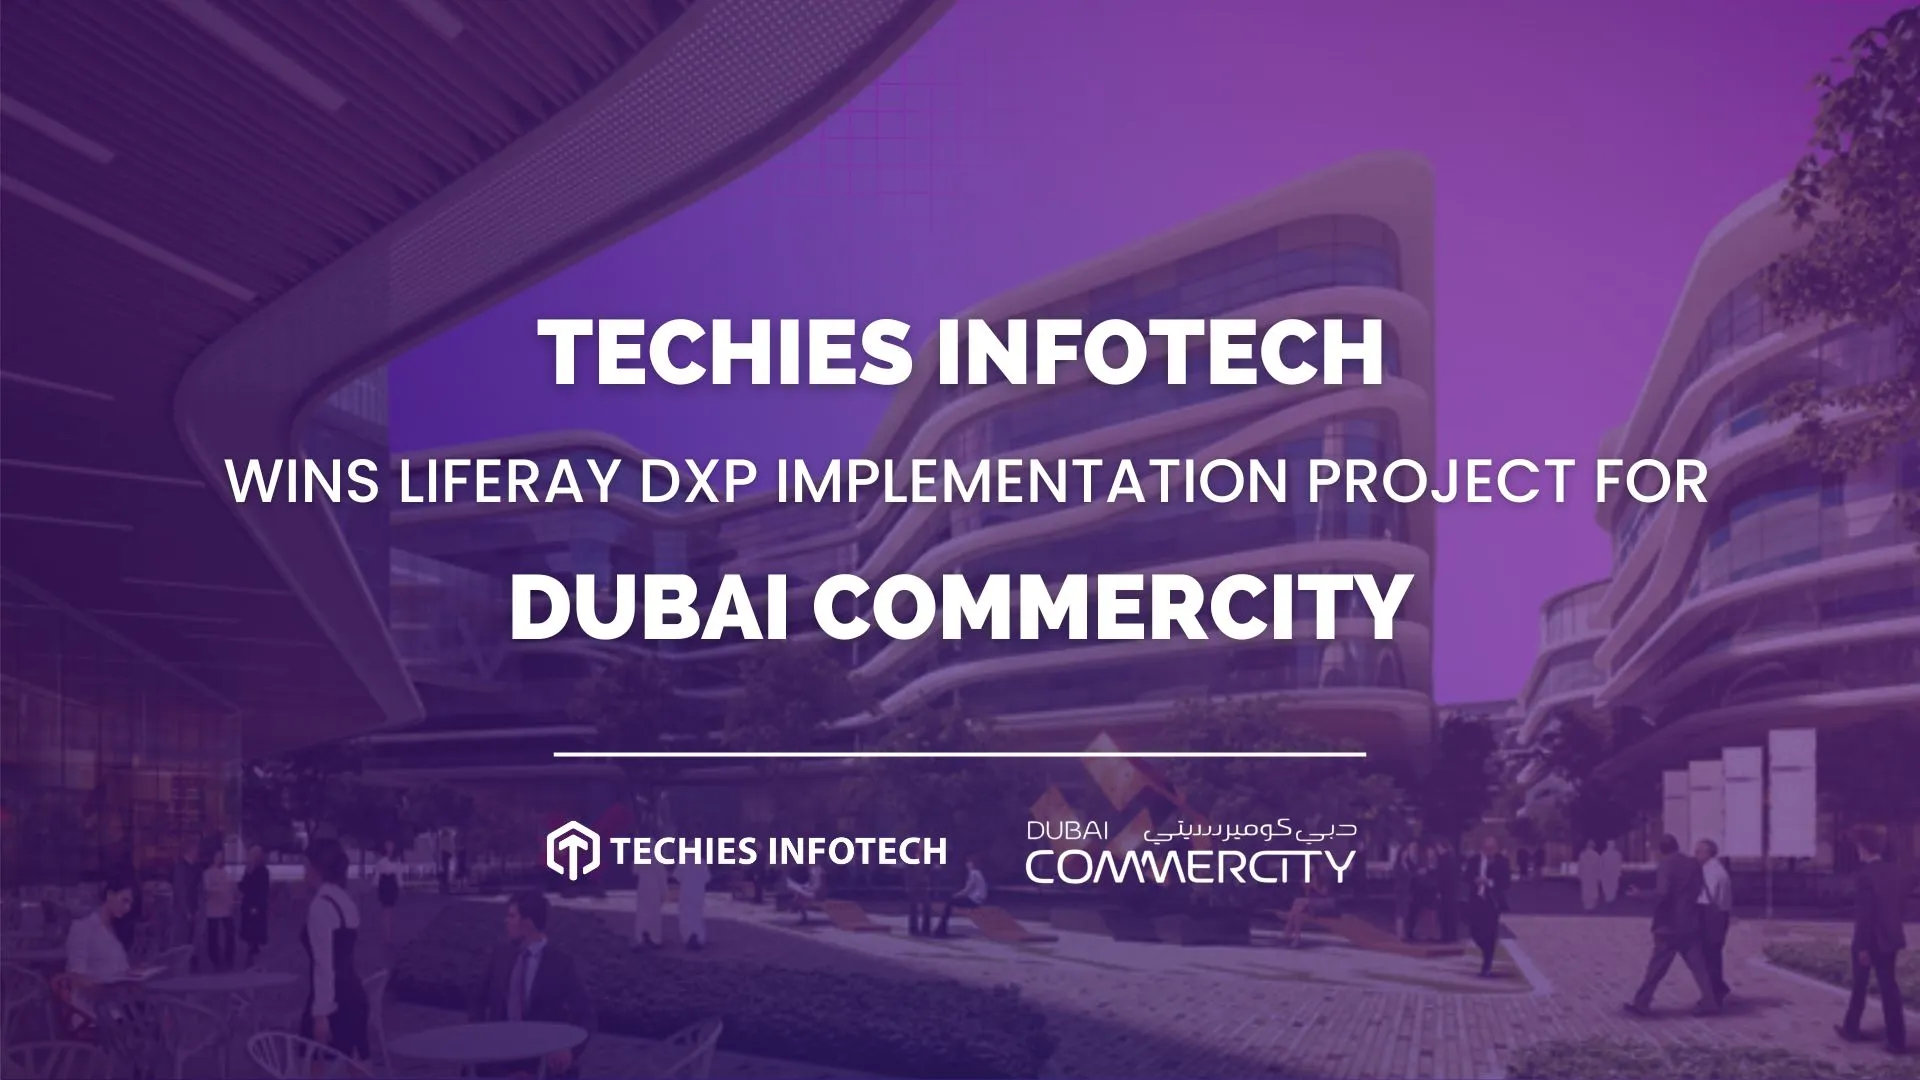 TECHIES INFOTECH
WINS LIFERAY DXP IMPLEMENTATION PROJECT FOR
DUBAI COMMERCITY
TECHIES INFOTECH
DUBAI دبي كوميرسيتي
COMMERCITY